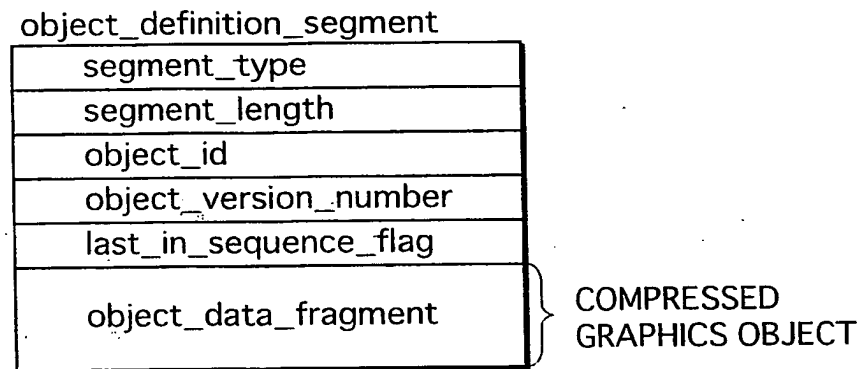 object_definition_segment
segment_type
segment_length
object_id
object_version_number
last_in_sequence_flag
object_data_fragment
COMPRESSED
GRAPHICS OBJECT